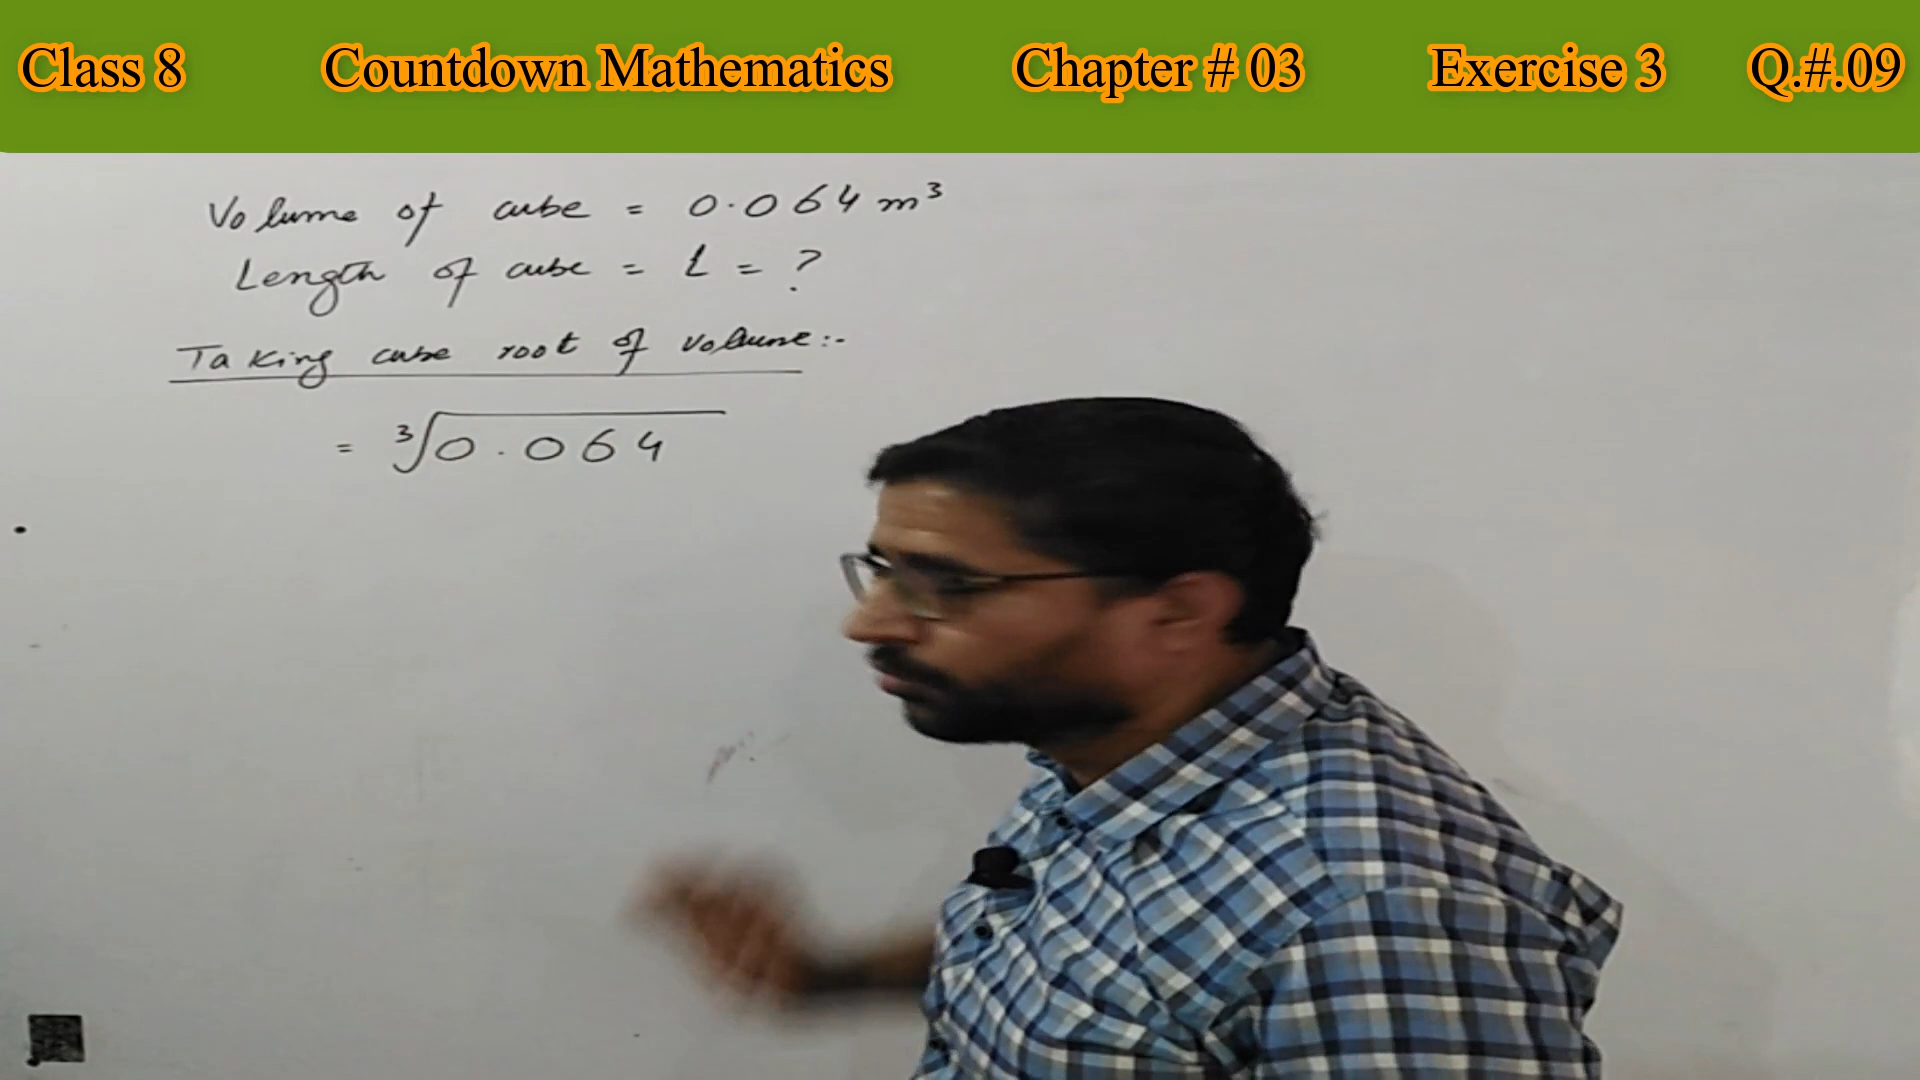 Class 8 Countdown Mathematics Chapter # 03 Exercise 3 Q.#.09
Volume of cube = 0.064 m³
Length of cube = L = ?
Taking cube root of volume:-
= ³√0.064